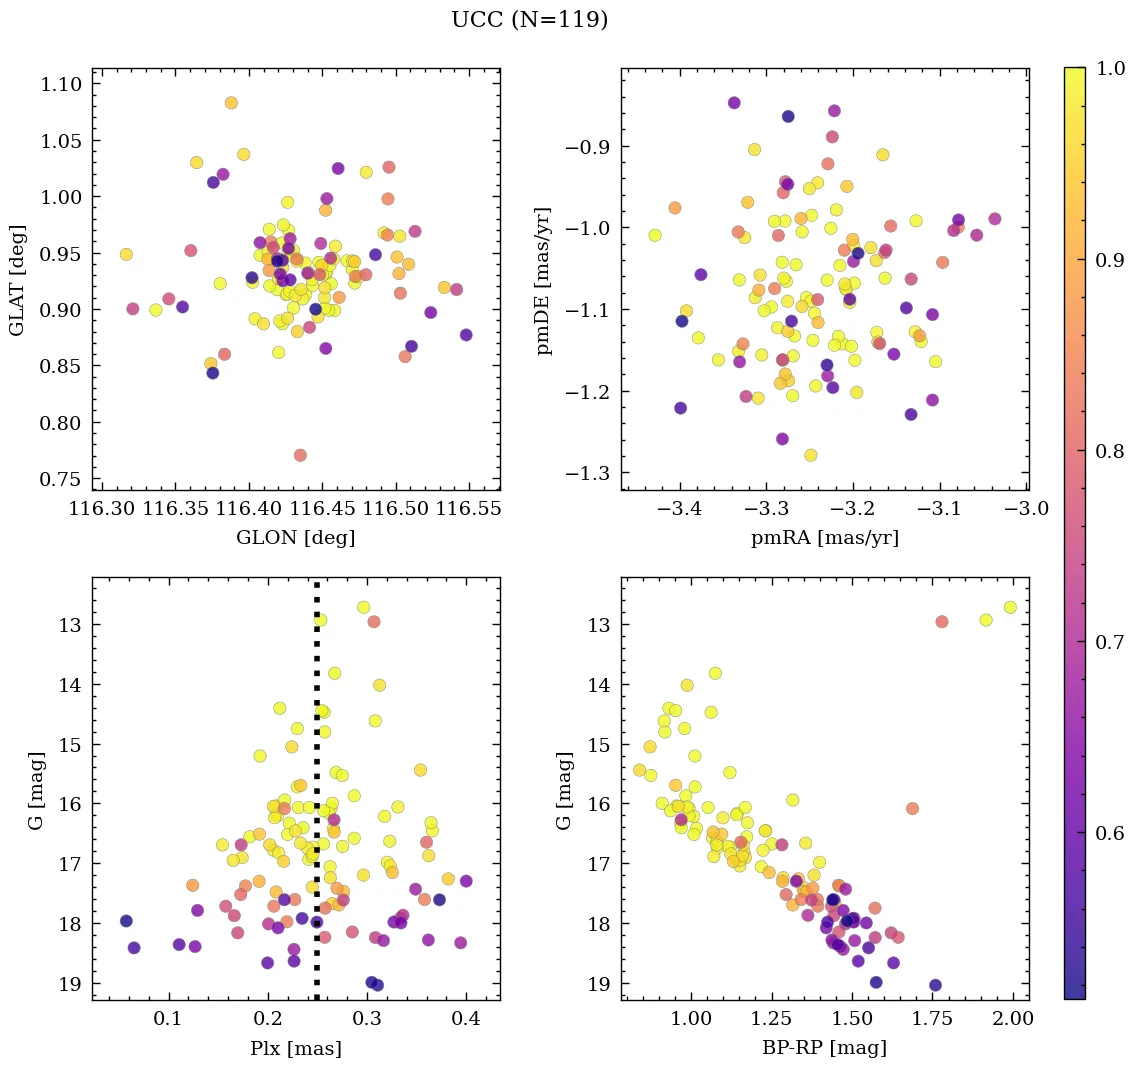 UCC (N=119)
1.10
1.05
1.00
0.95
0.90
0.85
0.80
0.75
GLAT [deg]
116.30 116.35 116.40 116.45 116.50 116.55
GLON [deg]
−0.9
−1.0
−1.1
−1.2
−1.3
pmDE [mas/yr]
−3.4 −3.3 −3.2 −3.1 −3.0
pmRA [mas/yr]
13
14
15
16
17
18
19
G [mag]
0.1 0.2 0.3 0.4
Plx [mas]
13
14
15
16
17
18
19
G [mag]
1.00 1.25 1.50 1.75 2.00
BP-RP [mag]
1.0
0.9
0.8
0.7
0.6